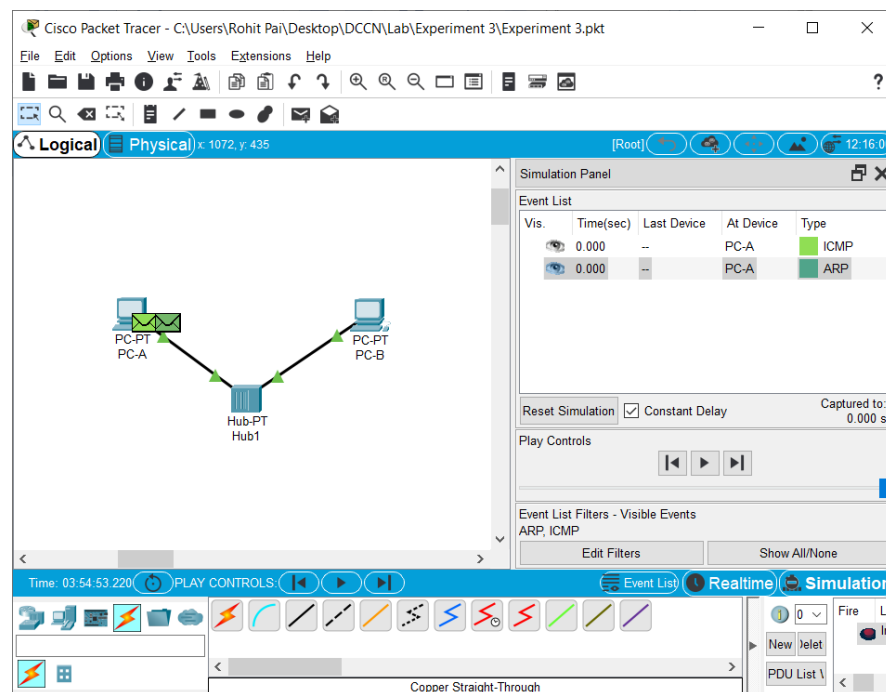 Cisco Packet Tracer - C:\Users\Rohit Pai\Desktop\DCCN\Lab\Experiment 3\Experiment 3.pkt
File Edit Options View Tools Extensions Help
?
Logical Physical x: 1072, y: 435 [Root] 12:16:0
Simulation Panel
Event List
Vis. Time(sec) Last Device At Device Type
0.000 -- PC-A ICMP
0.000 -- PC-A ARP
PC-PT
PC-A
PC-PT
PC-B
Hub-PT
Hub1
Reset Simulation Constant Delay Captured to:
0.000 s
Play Controls
Event List Filters - Visible Events
ARP, ICMP
Edit Filters Show All/None
Time: 03:54:53.220 PLAY CONTROLS: Event List Realtime Simulation
1 0 Fire L
New )elet In
PDU List \
Copper Straight-Through